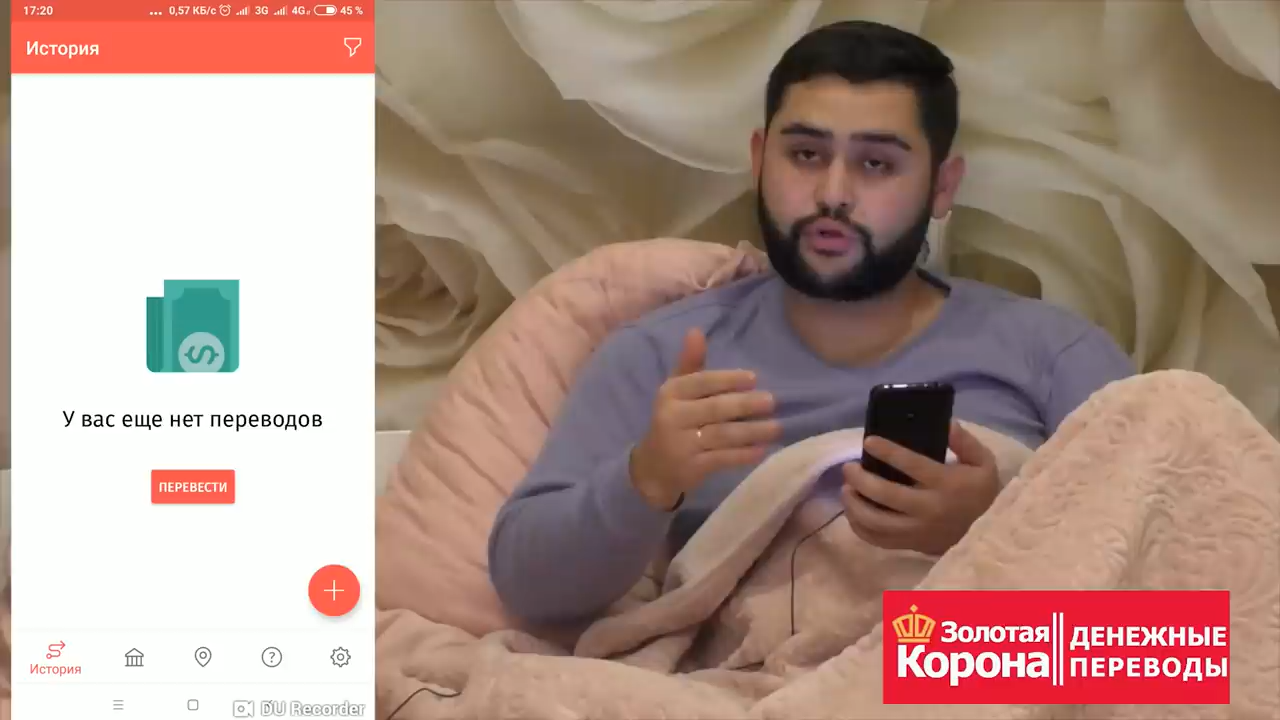 17:20
... 0,57 КБ/с 3G 4G 45 %
История
У вас еще нет переводов
ПЕРЕВЕСТИ
История
DU Recorder
Золотая
Корона
ДЕНЕЖНЫЕ
ПЕРЕВОДЫ